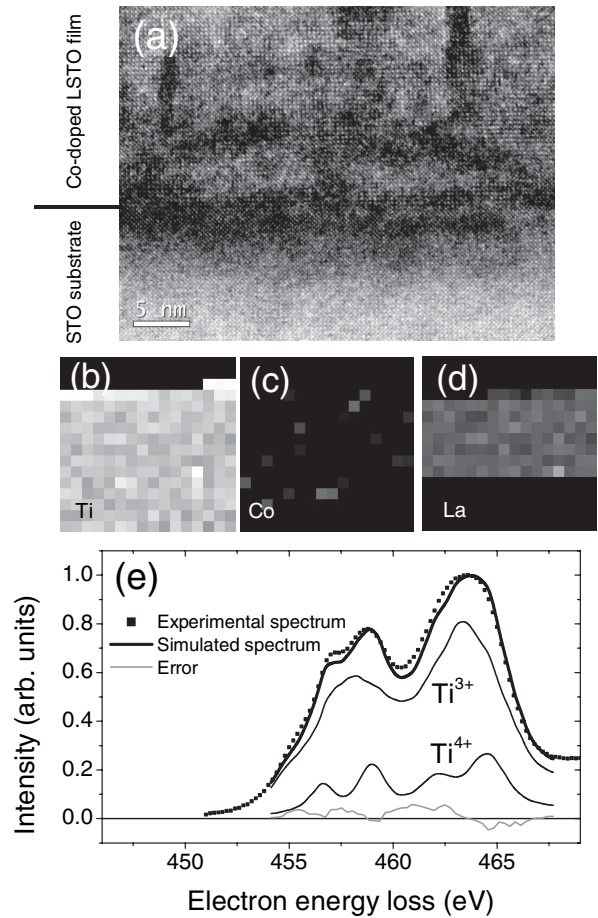 (a)
Co-doped LSTO film
STO substrate
5 nm
(b)
(c)
(d)
Ti
Co
La
(e)
Experimental spectrum
Simulated spectrum
Error
Ti³⁺
Ti⁴⁺
Intensity (arb. units)
1.0
0.8
0.6
0.4
0.2
0.0
450 455 460 465
Electron energy loss (eV)